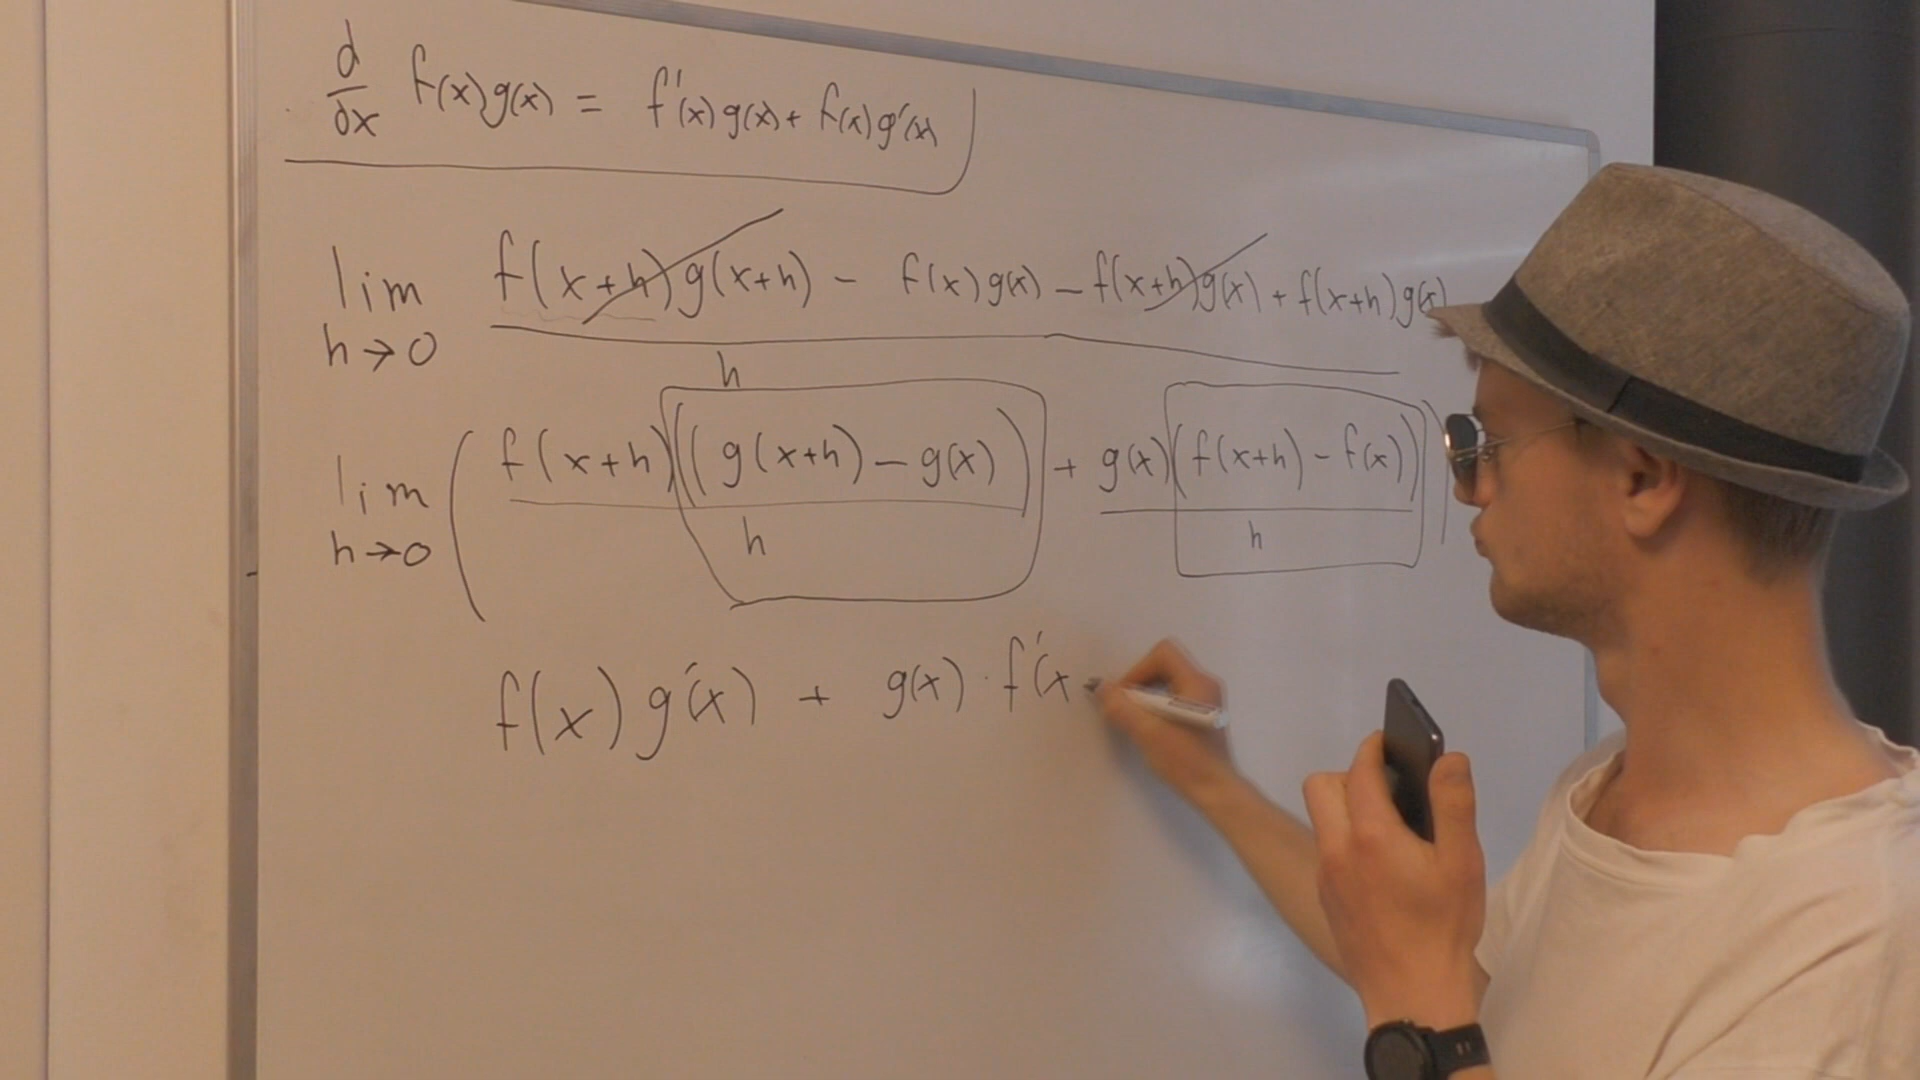 d/dx f(x)g(x) = f'(x)g(x) + f(x)g'(x)
lim h→0 f(x+h)g(x+h) - f(x)g(x) - f(x+h)g(x) + f(x+h)g(x) / h
lim h→0 ( f(x+h)((g(x+h) - g(x)) / h + g(x)(f(x+h) - f(x)) / h )
f(x)g'(x) + g(x) · f'(x